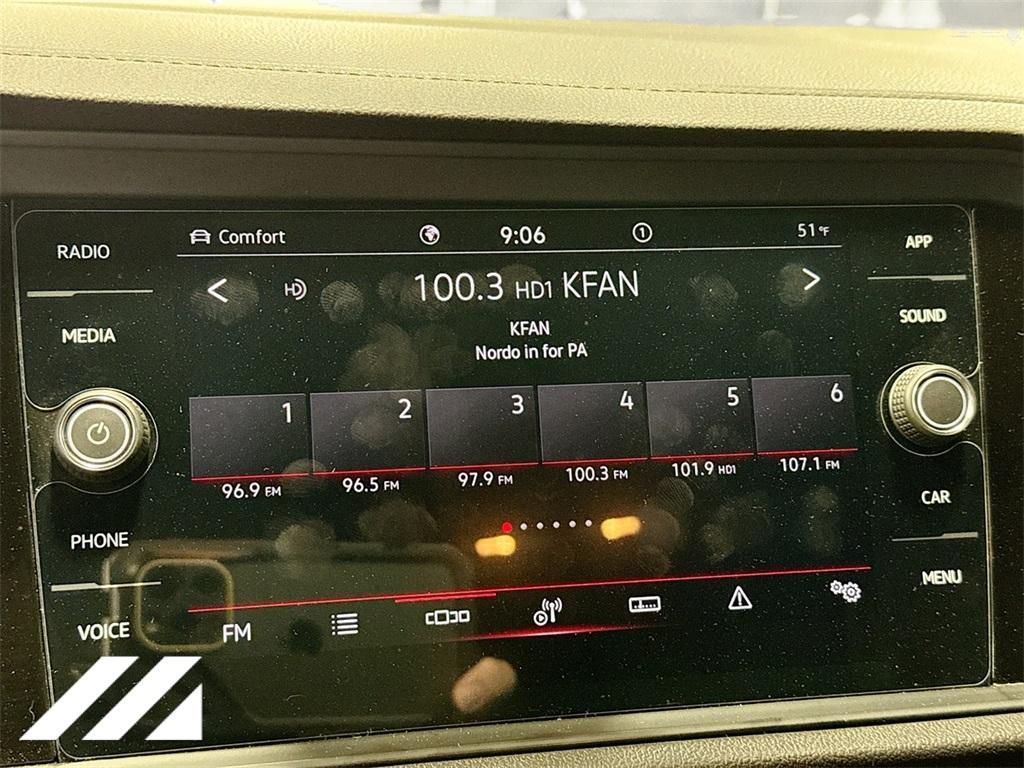 Comfort 9:06 1 51°F
RADIO
APP
HD 100.3 HD1 KFAN
MEDIA
SOUND
KFAN
Nordo in for PA
1 2 3 4 5 6
96.9 FM 96.5 FM 97.9 FM 100.3 FM 101.9 HD1 107.1 FM
PHONE
CAR
MENU
VOICE
FM